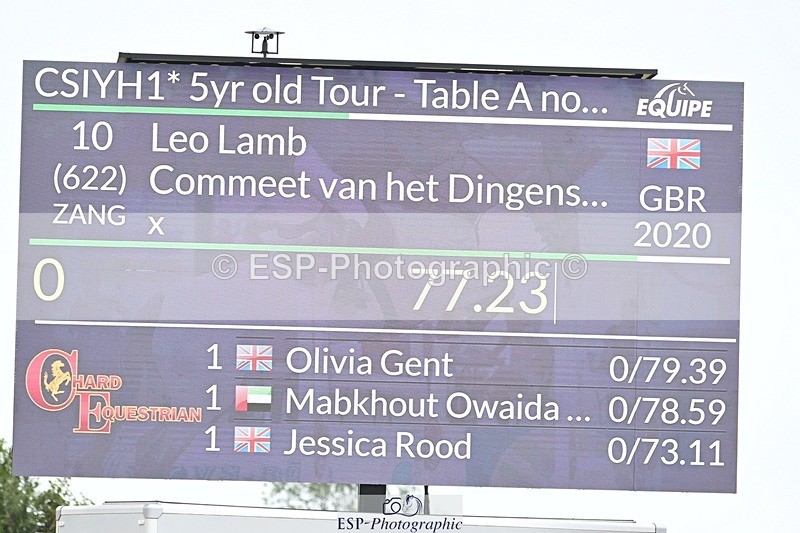 CSIYH1* 5yr old Tour - Table A no...
EQUIPE
10 Leo Lamb
(622) Commeet van het Dingens... GBR
ZANG x 2020
© ESP-Photographic ©
0 77.23
CHARD EQUESTRIAN
1 Olivia Gent 0/79.39
1 Mabkhout Owaida ... 0/78.59
1 Jessica Rood 0/73.11
ESP-Photographic